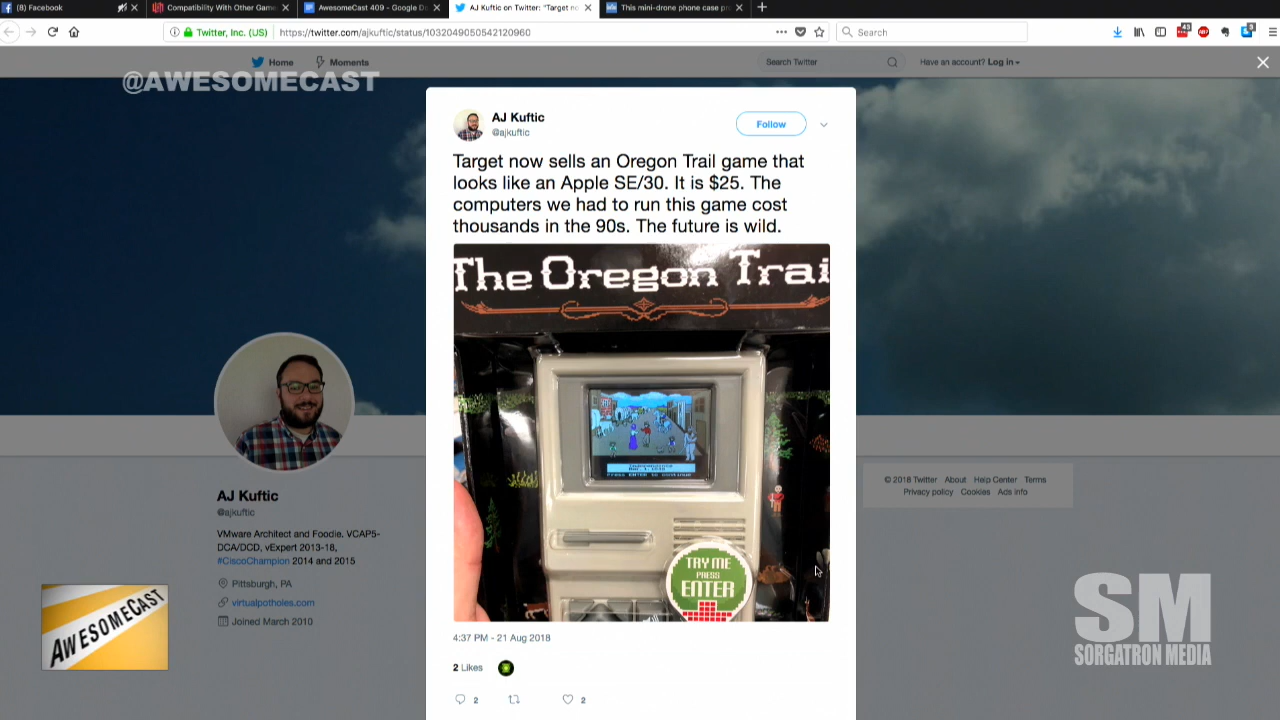 (8) Facebook
Compatibility With Other Game
AwesomeCast 409 - Google D
AJ Kuftic on Twitter: "Target no
This mini-drone phone case pr
Twitter, Inc. (US)
https://twitter.com/ajkuftic/status/1032049050542120960
Search
Home
Moments
Search Twitter
Have an account? Log in
@AWESOMECAST
AJ Kuftic
@ajkuftic
Follow
Target now sells an Oregon Trail game that
looks like an Apple SE/30. It is $25. The
computers we had to run this game cost
thousands in the 90s. The future is wild.
The Oregon Trai
Independence
TRY ME
PRESS
ENTER
4:37 PM - 21 Aug 2018
2 Likes
2
2
AJ Kuftic
@ajkuftic
VMware Architect and Foodie. VCAP5-
DCA/DCD, vExpert 2013-18,
#CiscoChampion 2014 and 2015
Pittsburgh, PA
virtualpotholes.com
Joined March 2010
© 2018 Twitter About Help Center Terms
Privacy policy Cookies Ads info
AWESOMECAST
SM
SORGATRON MEDIA